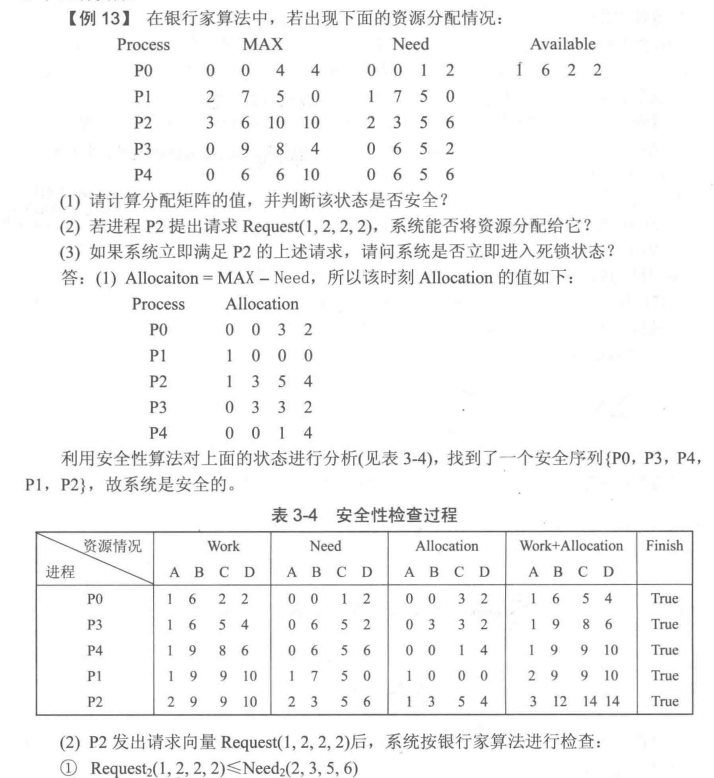 【例 13】 在银行家算法中，若出现下面的资源分配情况：
Process MAX Need Available
P0 0 0 4 4 0 0 1 2 1 6 2 2
P1 2 7 5 0 1 7 5 0
P2 3 6 10 10 2 3 5 6
P3 0 9 8 4 0 6 5 2
P4 0 6 6 10 0 6 5 6
(1) 请计算分配矩阵的值，并判断该状态是否安全？
(2) 若进程 P2 提出请求 Request(1, 2, 2, 2)，系统能否将资源分配给它？
(3) 如果系统立即满足 P2 的上述请求，请问系统是否立即进入死锁状态？
答：(1) Allocaiton = MAX – Need，所以该时刻 Allocation 的值如下：
Process Allocation
P0 0 0 3 2
P1 1 0 0 0
P2 1 3 5 4
P3 0 3 3 2
P4 0 0 1 4
利用安全性算法对上面的状态进行分析(见表 3-4)，找到了一个安全序列{P0，P3，P4，
P1，P2}，故系统是安全的。
表 3-4 安全性检查过程
资源情况 Work Need Allocation Work+Allocation Finish
进程 A B C D A B C D A B C D A B C D
P0 1 6 2 2 0 0 1 2 0 0 3 2 1 6 5 4 True
P3 1 6 5 4 0 6 5 2 0 3 3 2 1 9 8 6 True
P4 1 9 8 6 0 6 5 6 0 0 1 4 1 9 9 10 True
P1 1 9 9 10 1 7 5 0 1 0 0 0 2 9 9 10 True
P2 2 9 9 10 2 3 5 6 1 3 5 4 3 12 14 14 True
(2) P2 发出请求向量 Request(1, 2, 2, 2)后，系统按银行家算法进行检查：
① Request₂(1, 2, 2, 2)≤Need₂(2, 3, 5, 6)